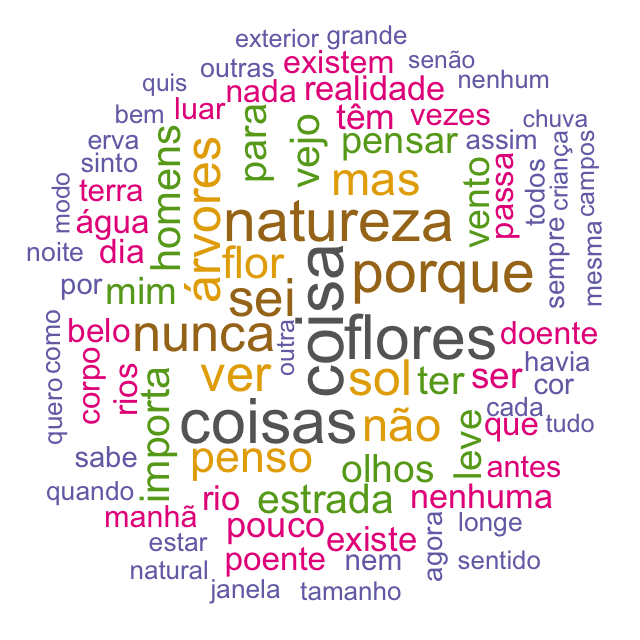 exterior grande
outras existem senão
quis nada realidade nenhum
bem luar para têm vezes chuva
erva homens vejo pensar assim
sinto árvores mas vento passa todos criança campos
modo terra natureza
água flor coisa porque sempre mesma
noite dia sei
por mim nunca outra flores doente
como belo ver sol ter ser havia
quero corpo rios coisas não cor
importa penso leve cada que tudo
sabe olhos antes
quando rio estrada nenhuma
manhã pouco existe agora longe
estar poente nem sentido
natural janela tamanho